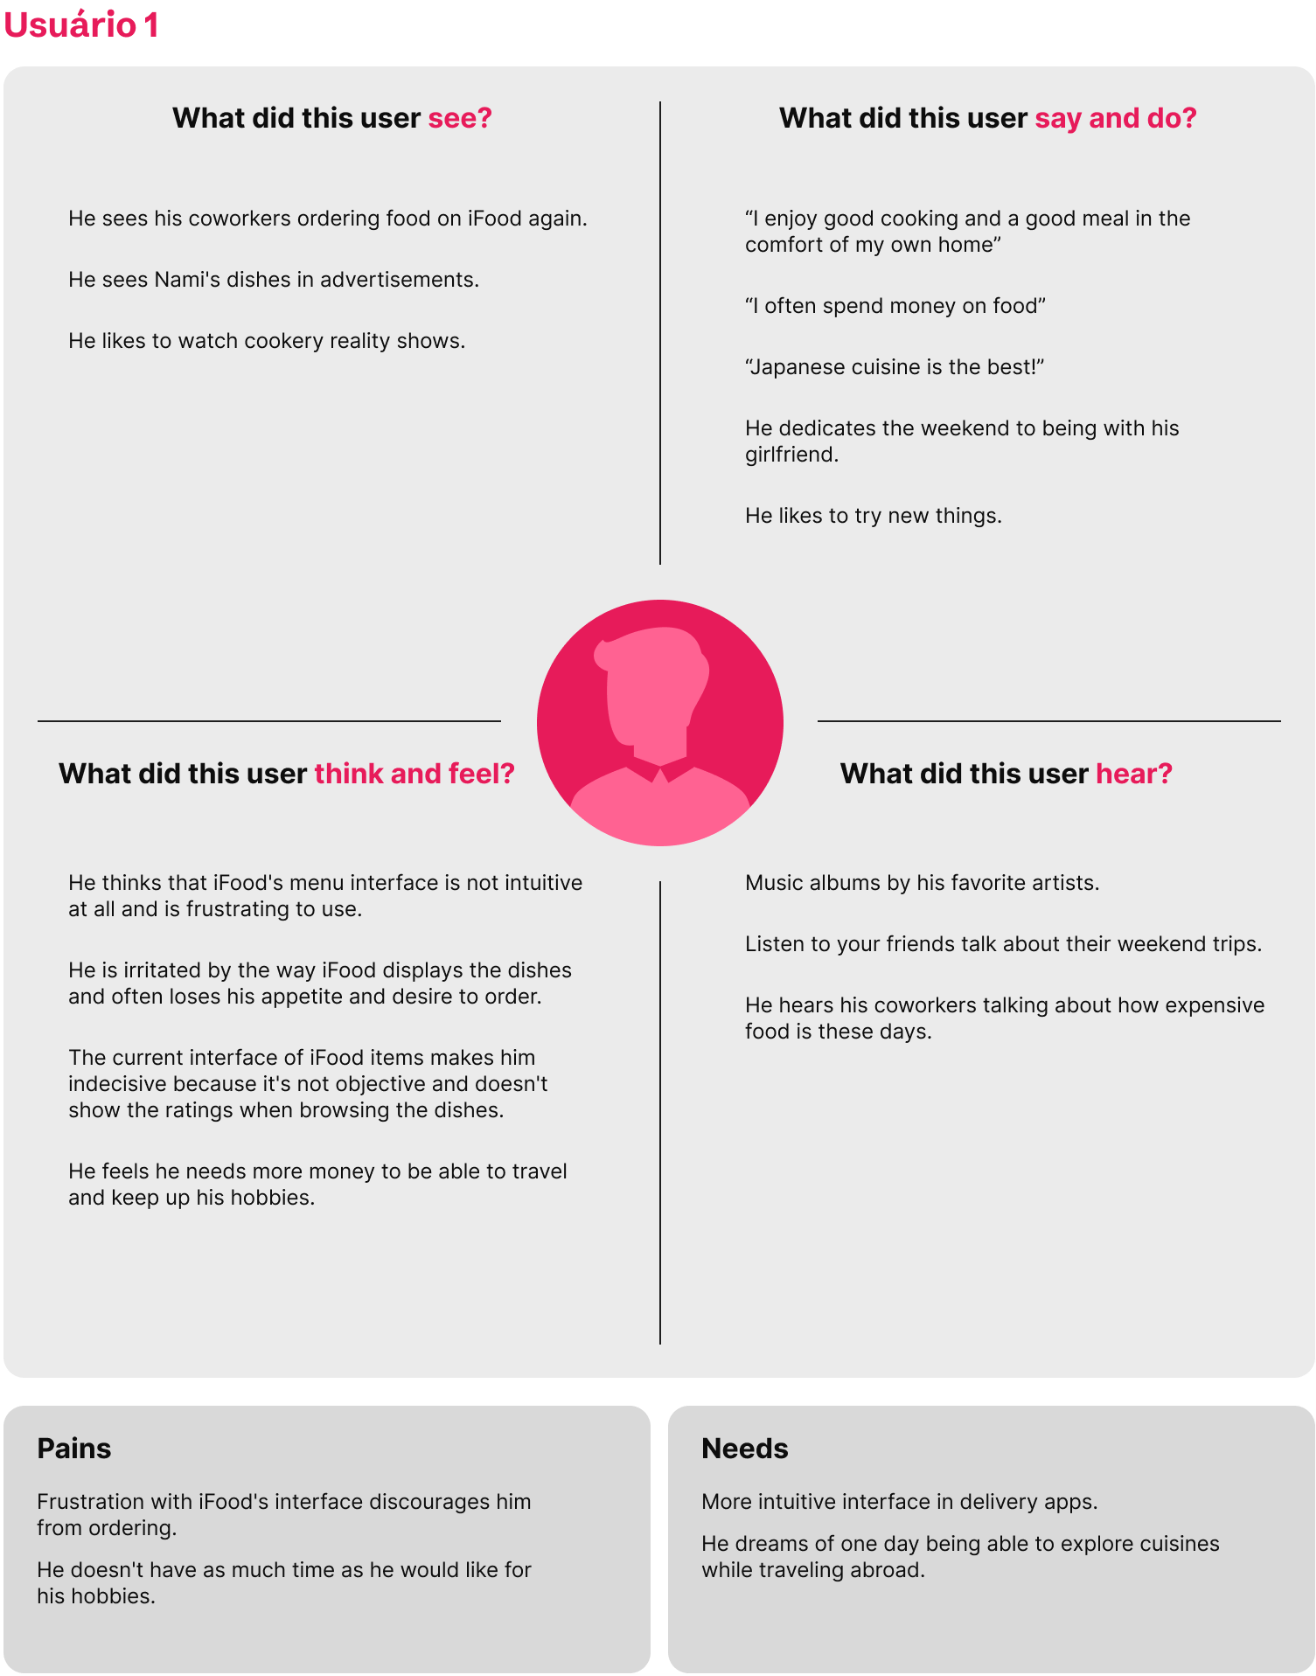 Usuário 1
What did this user see?
He sees his coworkers ordering food on iFood again.
He sees Nami's dishes in advertisements.
He likes to watch cookery reality shows.
What did this user say and do?
“I enjoy good cooking and a good meal in the
comfort of my own home”
“I often spend money on food”
“Japanese cuisine is the best!”
He dedicates the weekend to being with his
girlfriend.
He likes to try new things.
What did this user think and feel?
He thinks that iFood's menu interface is not intuitive
at all and is frustrating to use.
He is irritated by the way iFood displays the dishes
and often loses his appetite and desire to order.
The current interface of iFood items makes him
indecisive because it's not objective and doesn't
show the ratings when browsing the dishes.
He feels he needs more money to be able to travel
and keep up his hobbies.
What did this user hear?
Music albums by his favorite artists.
Listen to your friends talk about their weekend trips.
He hears his coworkers talking about how expensive
food is these days.
Pains
Frustration with iFood's interface discourages him
from ordering.
He doesn't have as much time as he would like for
his hobbies.
Needs
More intuitive interface in delivery apps.
He dreams of one day being able to explore cuisines
while traveling abroad.